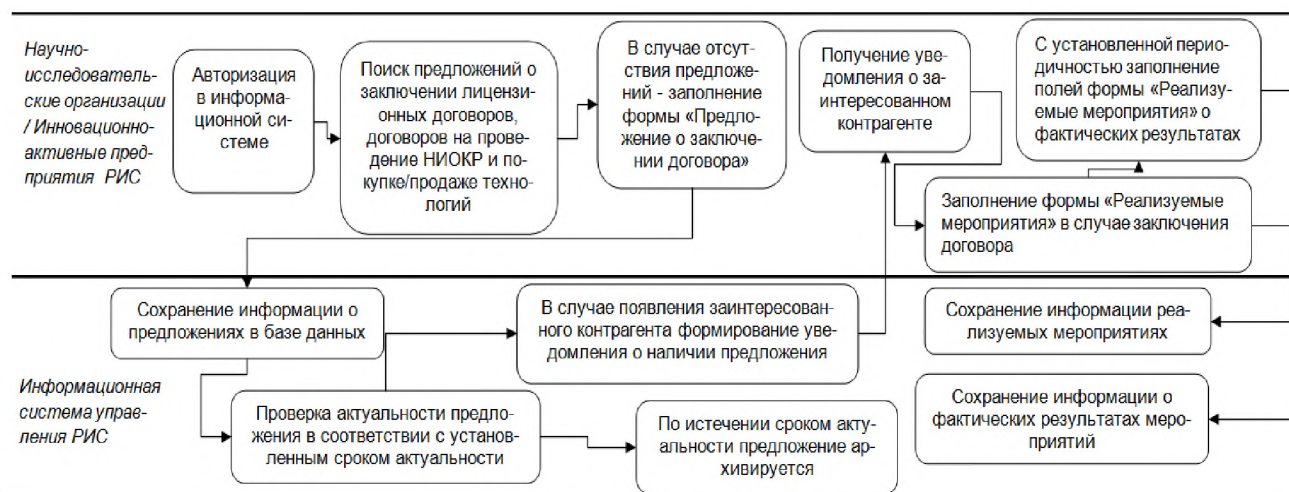 Научно-
исследователь-
ские организации
/ Инновационно-
активные пред-
приятия РИС
Авторизация
в информа-
ционной си-
стеме
Поиск предложений о
заключении лицензи-
онных договоров,
договоров на прове-
дение НИОКР и по-
купке/продаже техно-
логий
В случае отсут-
ствия предложе-
ний - заполнение
формы «Предло-
жение о заклю-
чении договора»
Получение уве-
домления о за-
интересованном
контрагенте
С установленной перио-
дичностью заполнение
полей формы «Реализу-
емые мероприятия» о
фактических результатах
Заполнение формы «Реализуемые
мероприятия» в случае заключения
договора
Информационная
система управ-
ления РИС
Сохранение информации о
предложениях в базе данных
В случае появления заинтересован-
ного контрагента формирование уве-
домления о наличии предложения
Сохранение информации реа-
лизуемых мероприятиях
Проверка актуальности предло-
жения в соответствии с установ-
ленным сроком актуальности
По истечении сроком акту-
альности предложение ар-
хивируется
Сохранение информации о
фактических результатах меро-
приятий